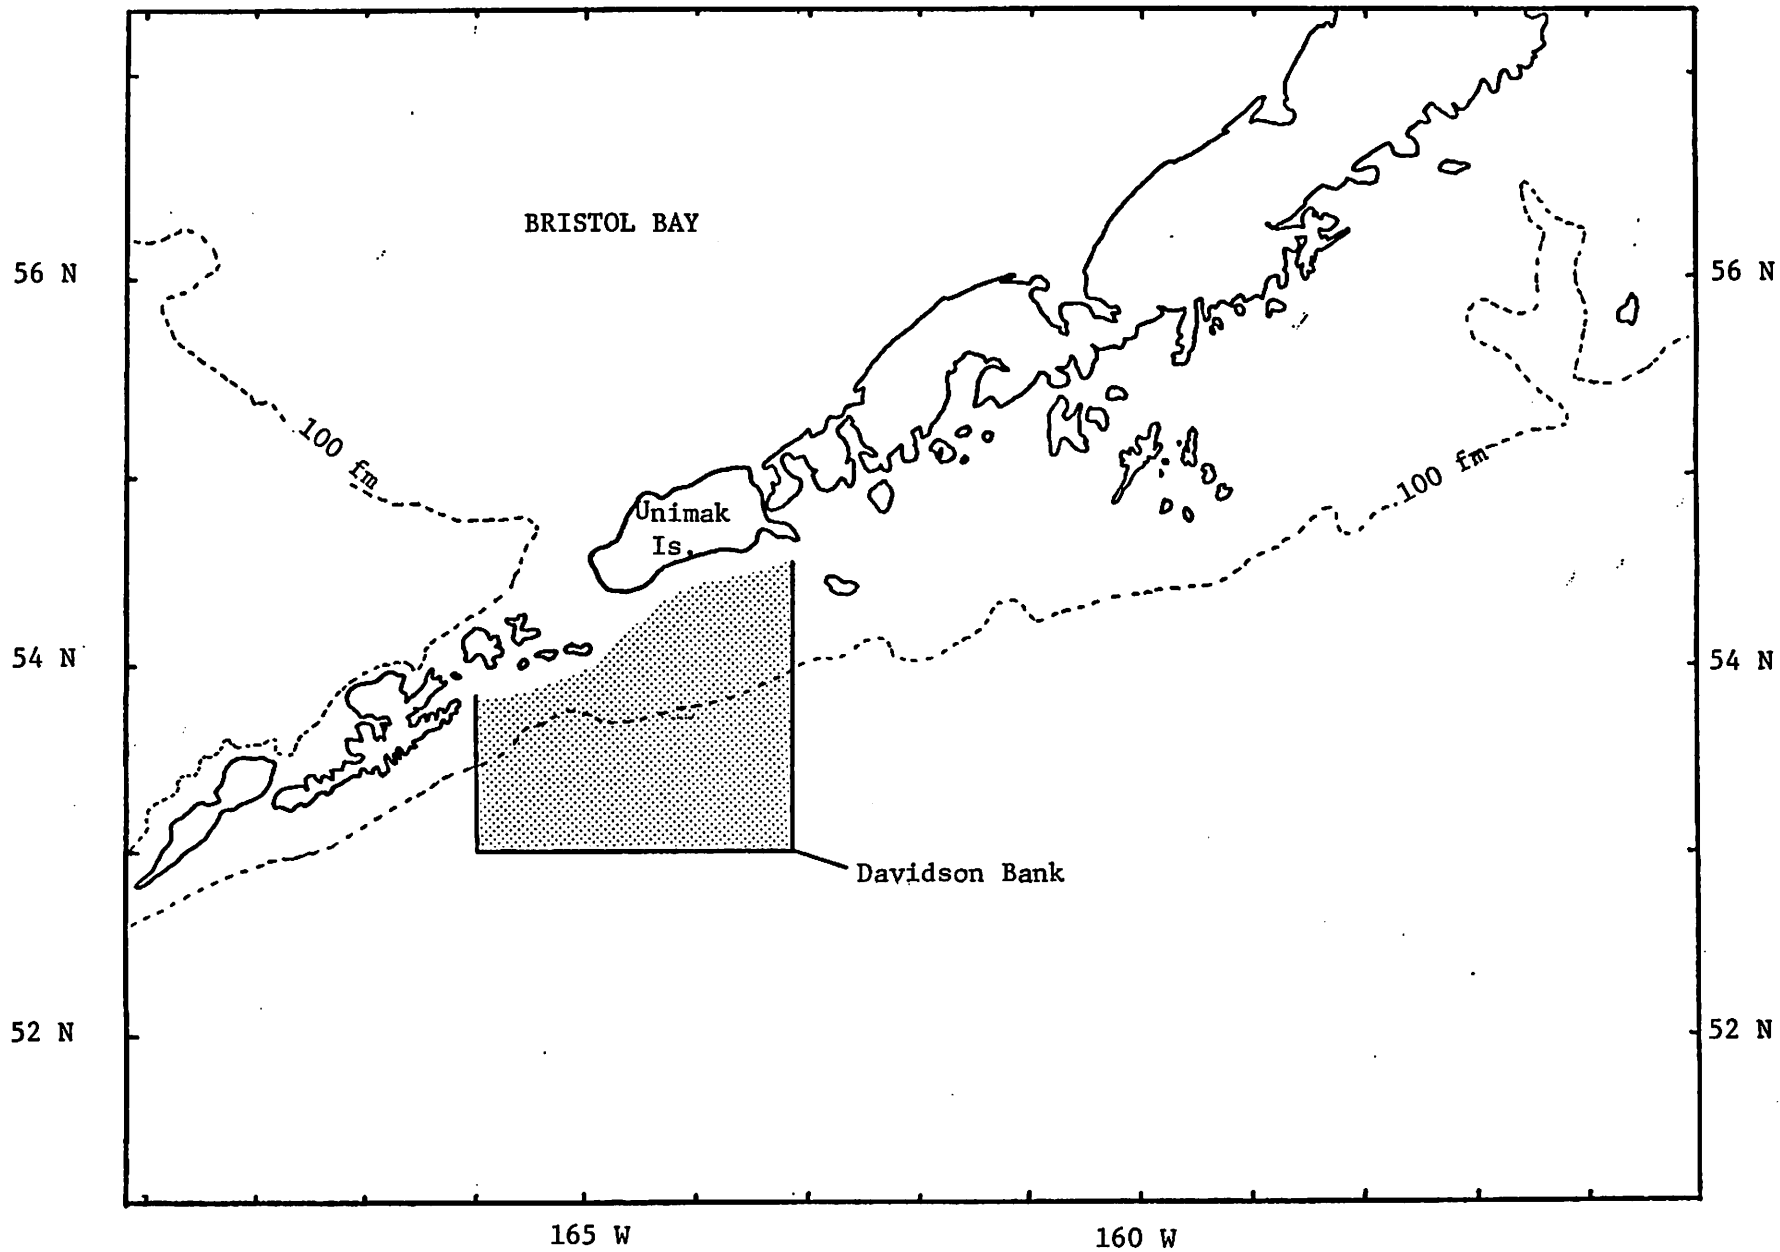 BRISTOL BAY
56 N
56 N
100 fm
100 fm
Unimak
Is.
54 N
54 N
Davidson Bank
52 N
52 N
165 W
160 W